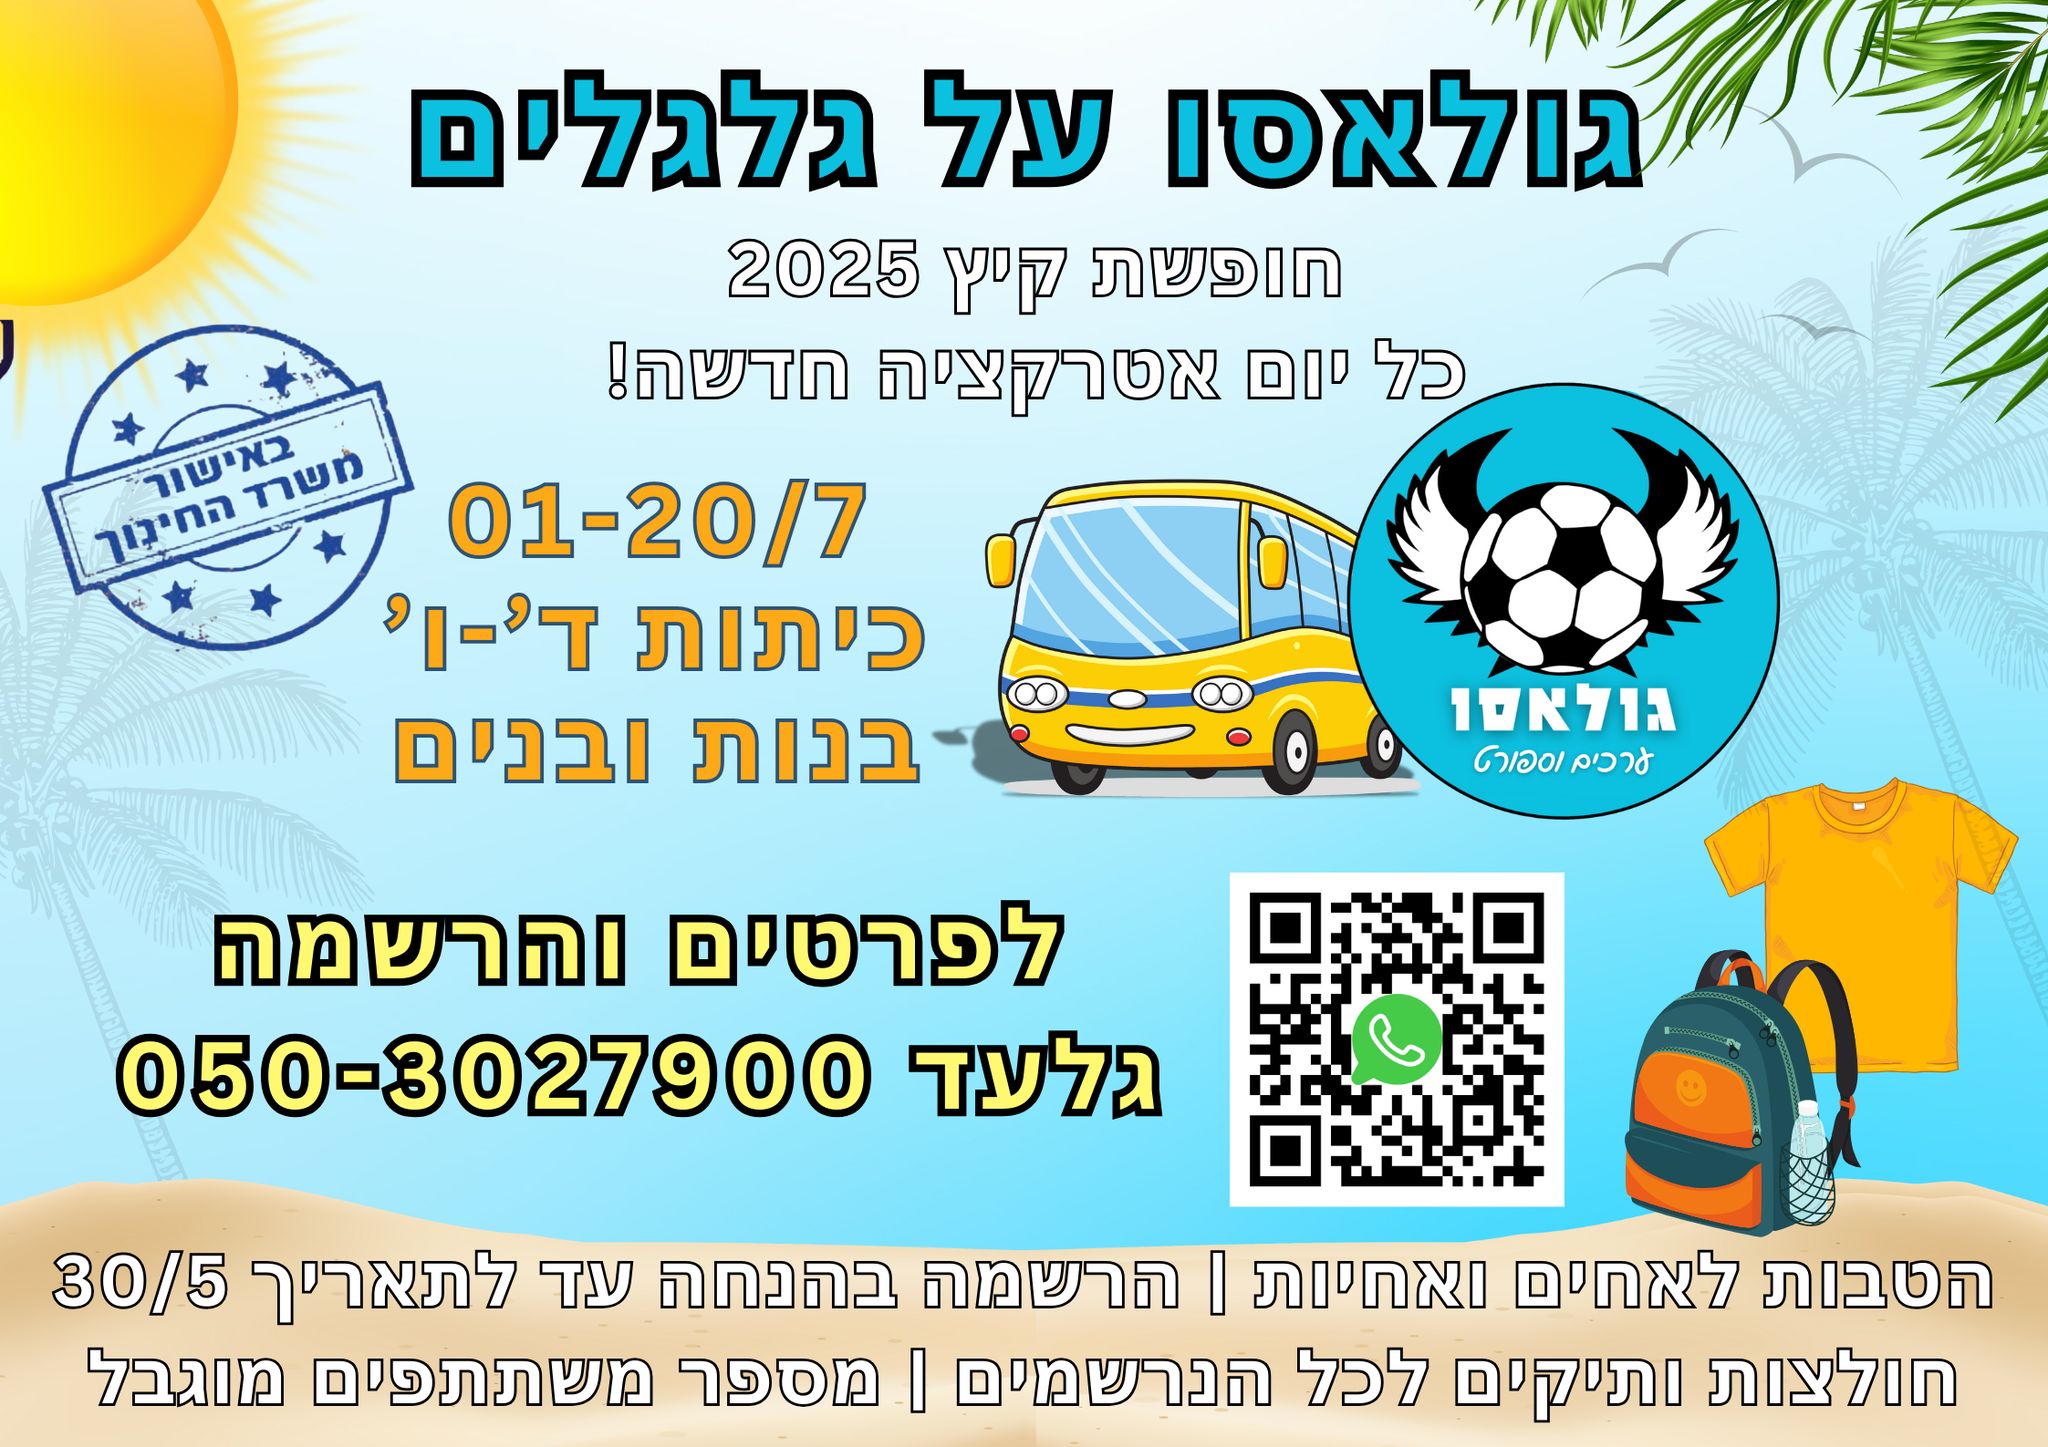 גולאסו על גלגלים
חופשת קיץ 2025
כל יום אטרקציה חדשה!
באישור
משרד החינוך
01-20/7
כיתות ד'-ו'
בנות ובנים
גולאסו
ערכים וספורט
לפרטים והרשמה
גלעד 050-3027900
הטבות לאחים ואחיות | הרשמה בהנחה עד לתאריך 30/5
חולצות ותיקים לכל הנרשמים | מספר משתתפים מוגבל